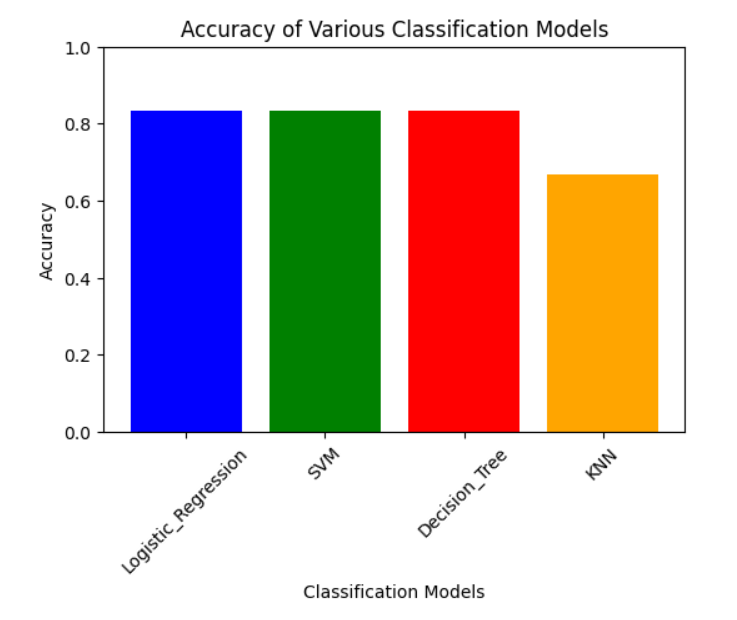 Accuracy of Various Classification Models
1.0
0.8
0.6
0.4
0.2
0.0
Accuracy
Logistic_Regression
SVM
Decision_Tree
KNN
Classification Models